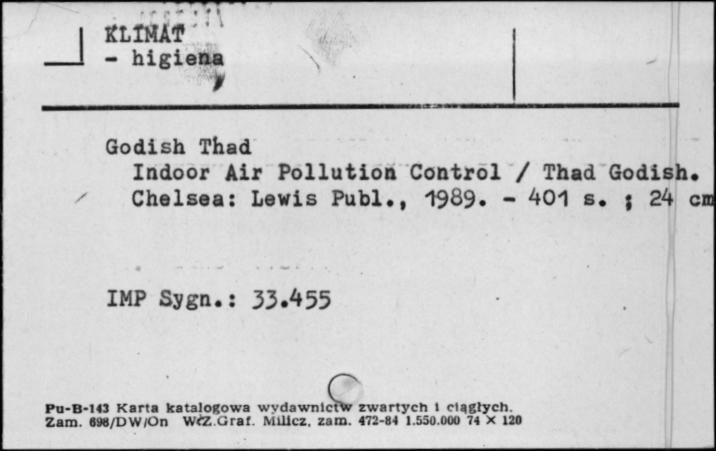 KLIMAT
- higiena
Godish Thad
Indoor Air Pollution Control / Thad Godish.
Chelsea: Lewis Publ., 1989. - 401 s. ; 24 cm
IMP Sygn.: 33.455
Pu-B-143 Karta katalogowa wydawnictw zwartych i ciągłych.
Zam. 698/DW/On WZ.Graf. Milicz, zam. 472-84 1.550.000 74 × 120